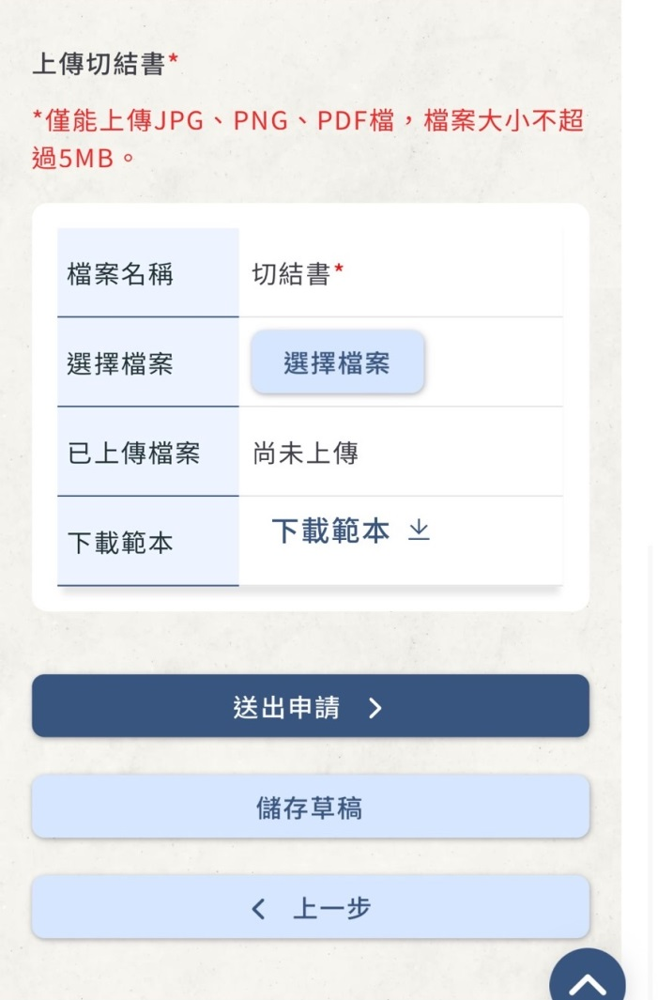 上傳切結書*
*僅能上傳JPG、PNG、PDF檔，檔案大小不超
過5MB。
檔案名稱 切結書*
選擇檔案 選擇檔案
已上傳檔案 尚未上傳
下載範本 下載範本
送出申請
儲存草稿
上一步